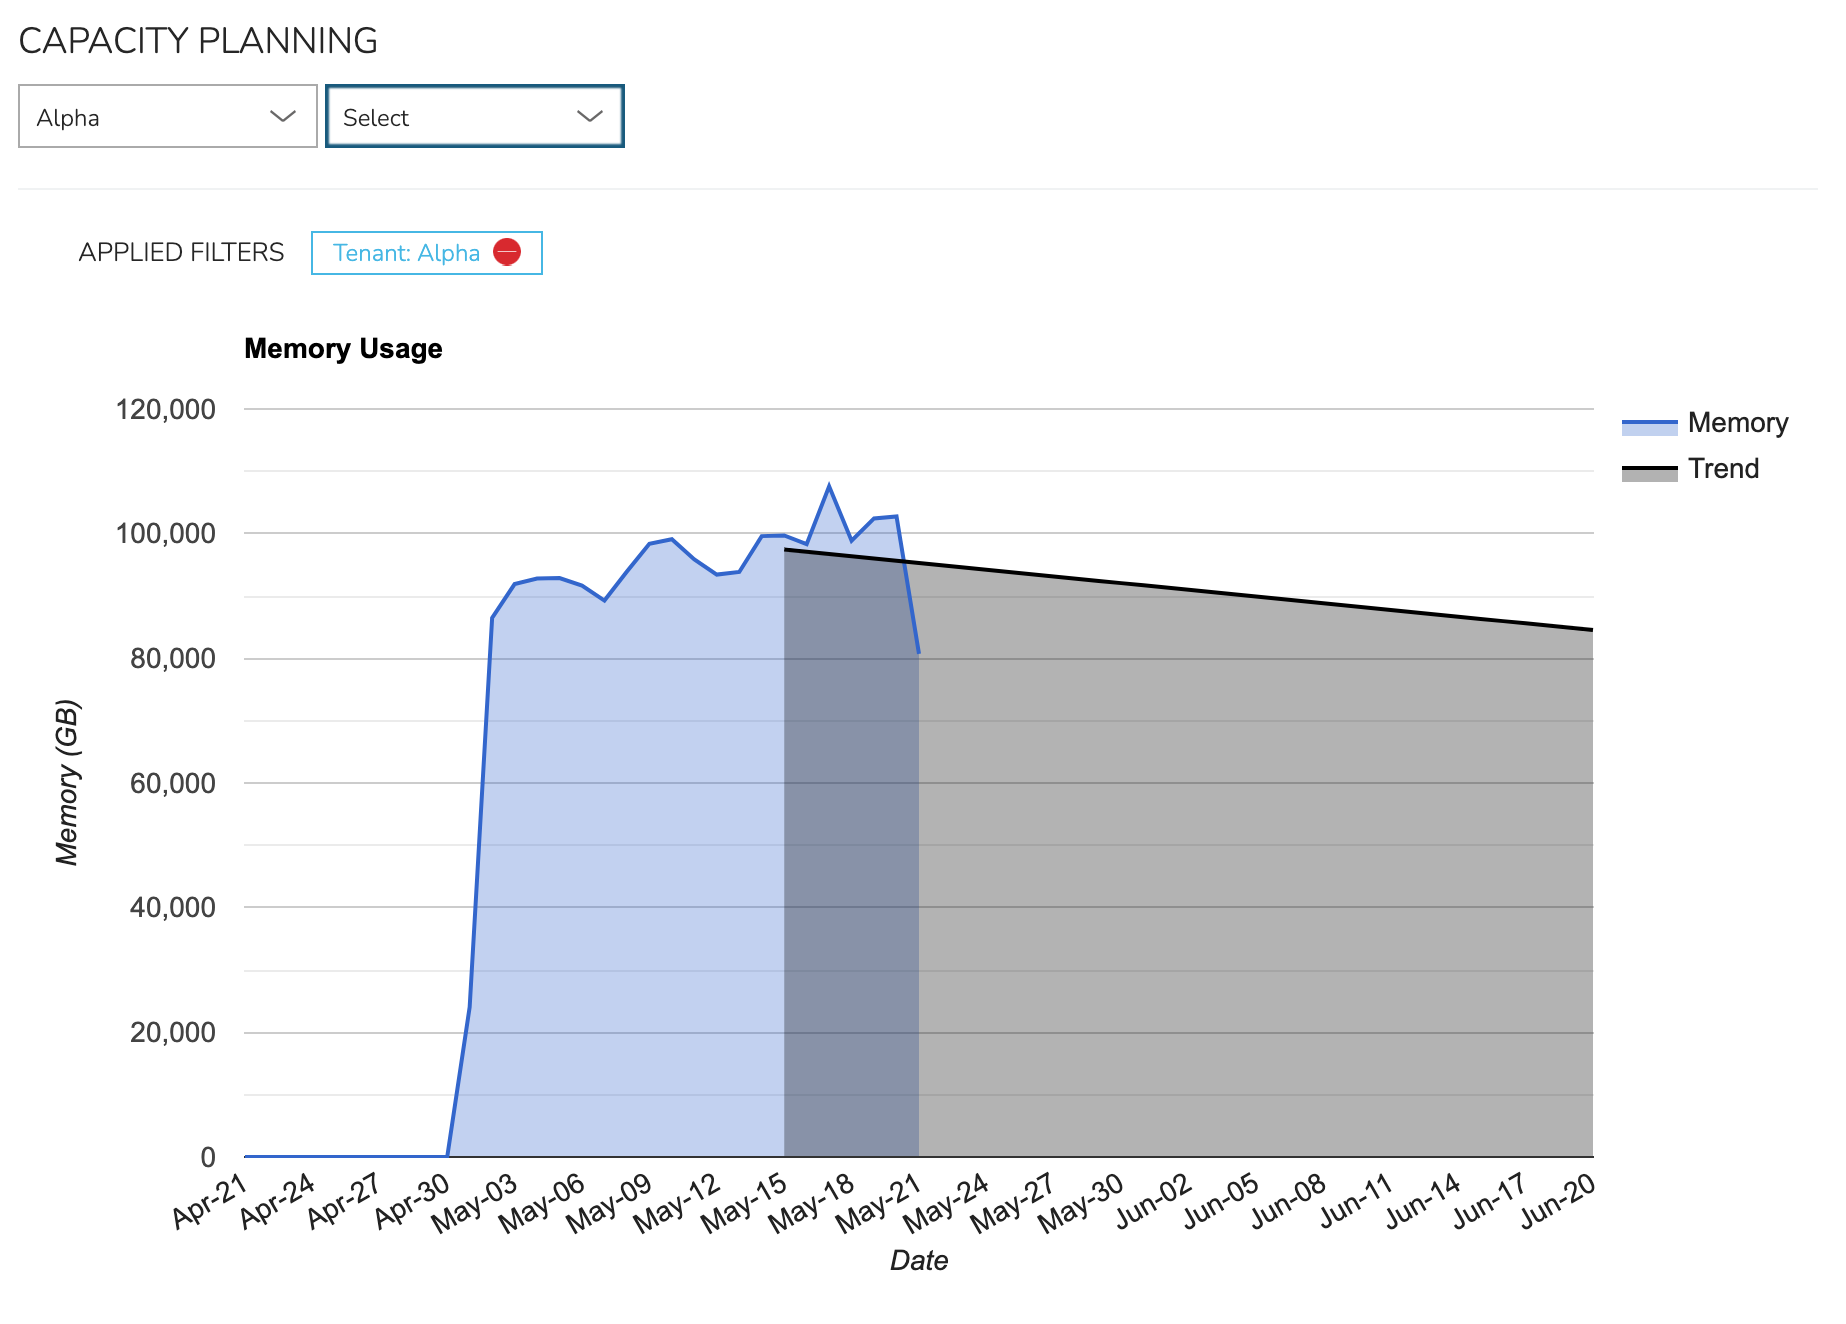 CAPACITY PLANNING
Alpha
Select
APPLIED FILTERS
Tenant: Alpha
Memory Usage
120,000
100,000
80,000
60,000
40,000
20,000
0
Memory (GB)
Memory
Trend
Apr-21
Apr-24
Apr-27
Apr-30
May-03
May-06
May-09
May-12
May-15
May-18
May-21
May-24
May-27
May-30
Jun-02
Jun-05
Jun-08
Jun-11
Jun-14
Jun-17
Jun-20
Date